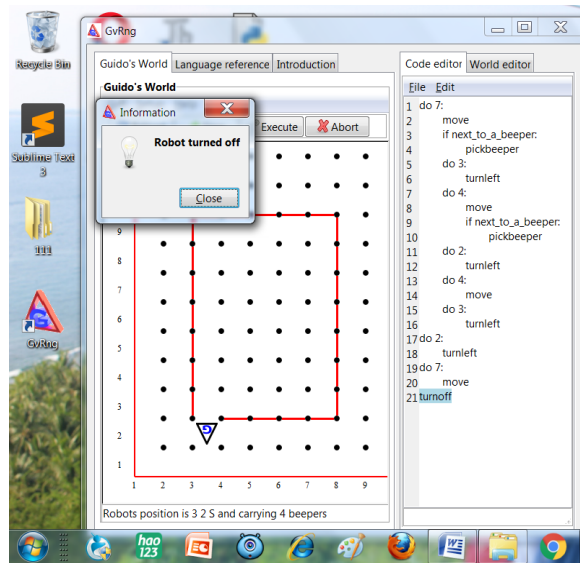 GvRng
Recycle Bin
Sublime Text
3
111
GvRng
Guido's World
Language reference
Introduction
Guido's World
Information
Robot turned off
Close
Execute
Abort
9
8
7
6
5
4
3
2
1
1 2 3 4 5 6 7 8 9
G
Robots position is 3 2 S and carrying 4 beepers
Code editor
World editor
File Edit
1 do 7:
2 move
3 if next_to_a_beeper:
4 pickbeeper
5 do 3:
6 turnleft
7 do 4:
8 move
9 if next_to_a_beeper:
10 pickbeeper
11 do 2:
12 turnleft
13 do 4:
14 move
15 do 3:
16 turnleft
17 do 2:
18 turnleft
19 do 7:
20 move
21 turnoff
hao
123
W